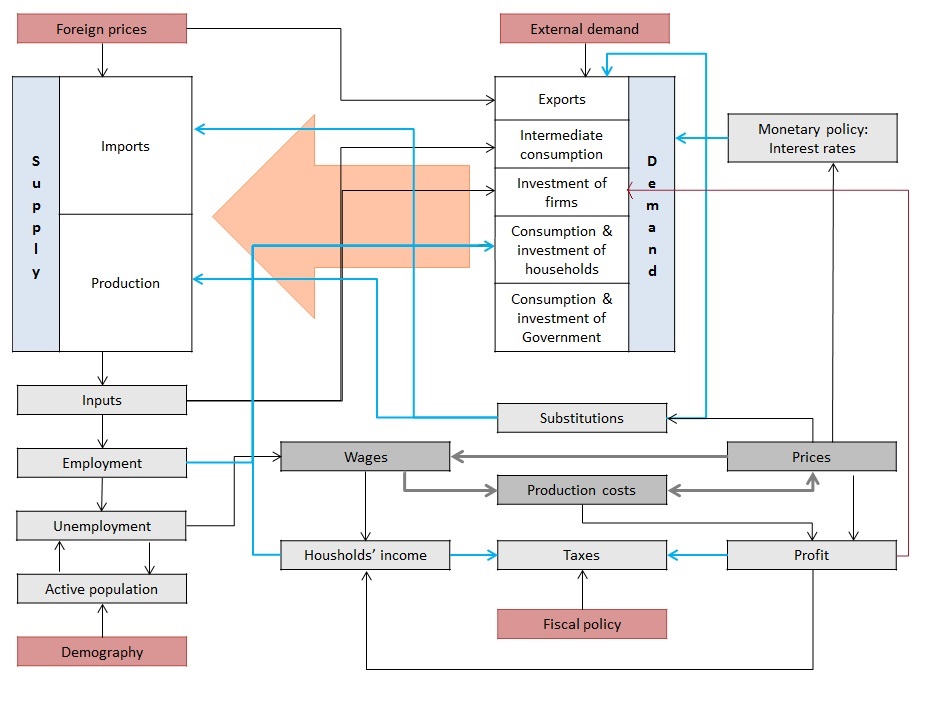 Foreign prices
External demand
Supply
Imports
Production
Exports
Intermediate
consumption
Investment of
firms
Consumption &
investment of
households
Consumption &
investment of
Government
Demand
Monetary policy:
Interest rates
Inputs
Substitutions
Employment
Wages
Prices
Production costs
Unemployment
Housholds' income
Taxes
Profit
Active population
Fiscal policy
Demography